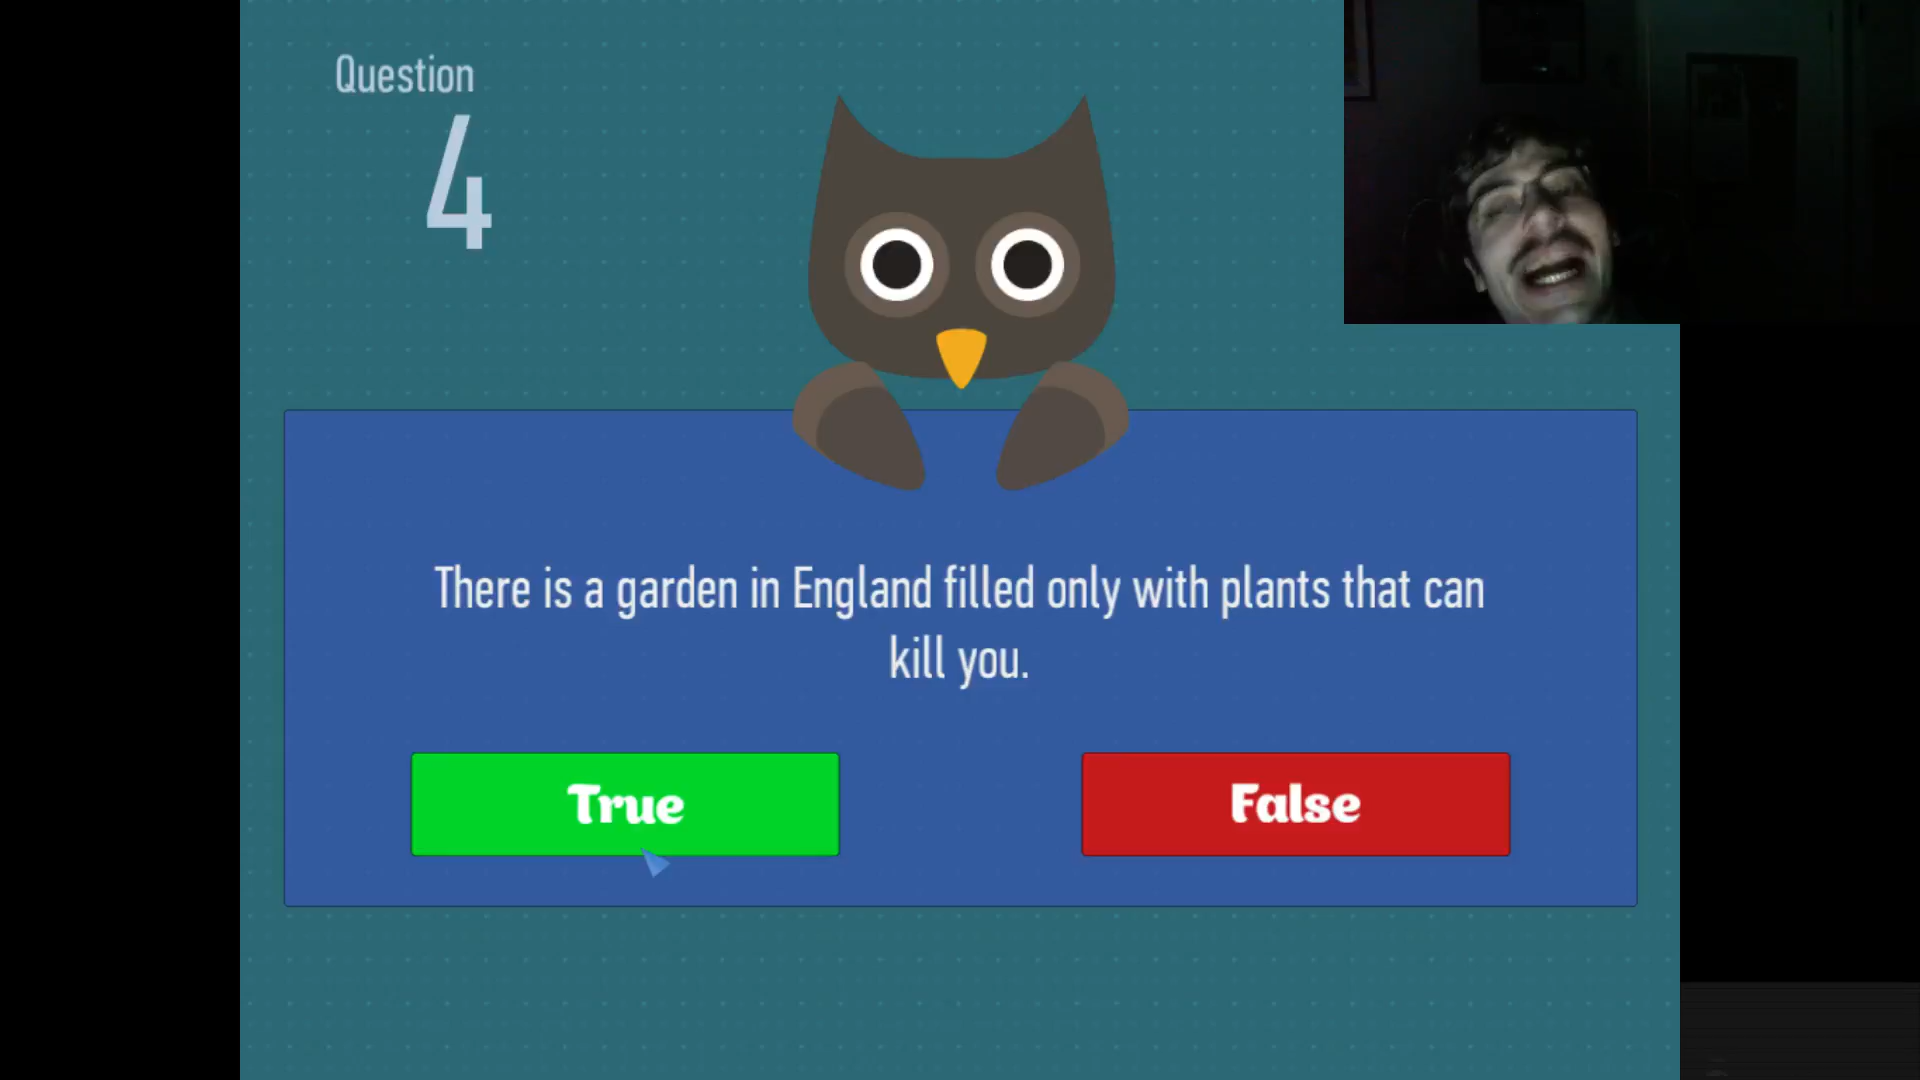 Question
4
There is a garden in England filled only with plants that can
kill you.
True
False